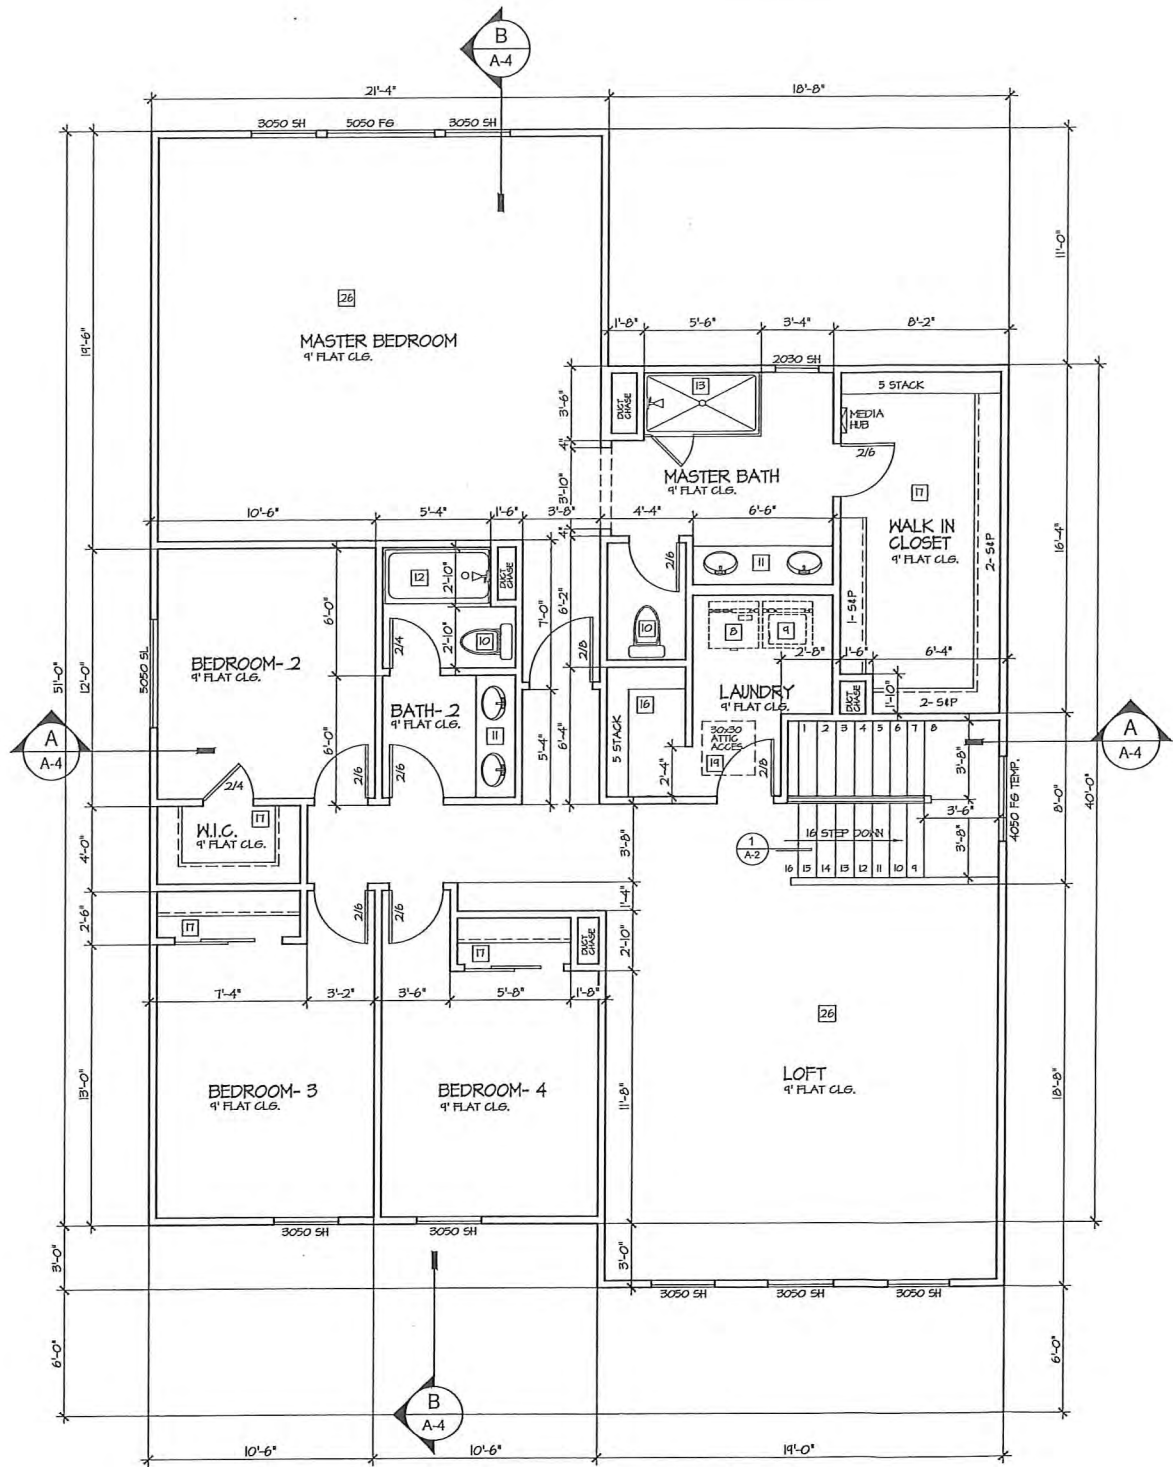 B
A-4
21'-4"
18'-8"
3050 SH
5050 FG
3050 SH
11'-0"
19'-6"
26
MASTER BEDROOM
9' FLAT CLG.
1'-8"
5'-6"
3'-4"
8'-2"
2030 SH
3'-6"
DUCT
CHASE
13
5 STACK
MEDIA
HUB
4"
2/6
3'-10"
MASTER BATH
9' FLAT CLG.
17
WALK IN
CLOSET
9' FLAT CLG.
2- S&P
16'-4"
10'-6"
5'-4"
1'-6"
3'-8"
4"
4'-4"
6'-6"
12
2'-10"
DUCT
CHASE
2/6
11
6'-0"
7'-0"
6'-2"
1- S&P
2/4
2'-10"
10
10
8
9
2/8
2'-8"
1'-6"
6'-4"
51'-0"
12'-0"
5050 SL
BEDROOM- 2
9' FLAT CLG.
BATH- 2
9' FLAT CLG.
11
16
LAUNDRY
9' FLAT CLG.
DUCT
CHASE
1'-10"
2- S&P
6'-0"
5'-4"
6'-4"
5 STACK
30x30
ATTIC
ACCES.
19
2'-4"
2/8
1 2 3 4 5 6 7 8
3'-8"
A
A-4
A
A-4
2/4
2/6
2/6
4050 FG TEMP.
8'-0"
40'-0"
3'-6"
W.I.C.
9' FLAT CLG.
17
4'-0"
3'-8"
1
A-2
16 STEP DOWN
3'-8"
16 15 14 13 12 11 10 9
2/6
2/6
1'-4"
2'-6"
17
17
DUCT
CHASE
2'-10"
7'-4"
3'-2"
3'-6"
5'-8"
1'-8"
26
13'-0"
BEDROOM- 3
9' FLAT CLG.
BEDROOM- 4
9' FLAT CLG.
11'-8"
LOFT
9' FLAT CLG.
18'-8"
3050 SH
3050 SH
3'-0"
3'-0"
3050 SH
3050 SH
3050 SH
6'-0"
6'-0"
B
A-4
10'-6"
10'-6"
19'-0"